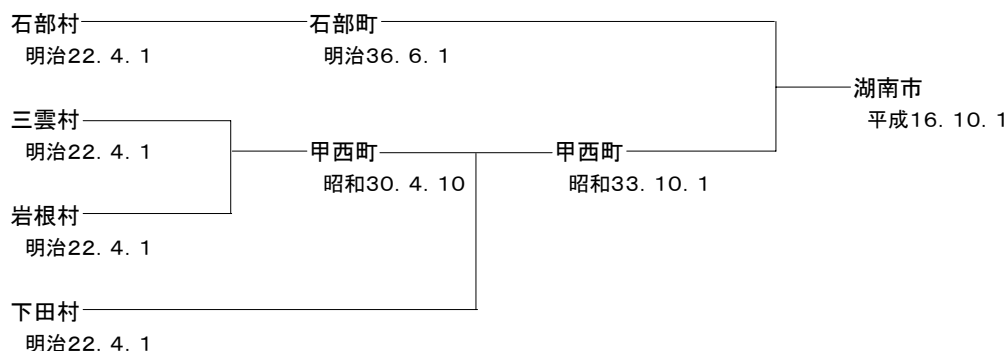 石部村
明治22．4．1
石部町
明治36．6．1
湖南市
平成16．10．1
三雲村
明治22．4．1
甲西町
昭和30．4．10
甲西町
昭和33．10．1
岩根村
明治22．4．1
下田村
明治22．4．1